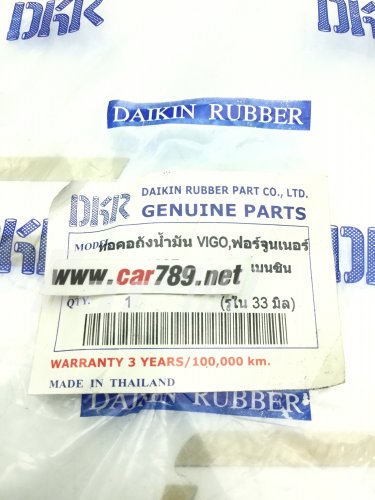 DKR
DKR
DAIKIN RUBBER
DKR
DAIKIN RUBBER PART CO., LTD.
GENUINE PARTS
MODEL ท่อคอถังน้ำมัน VIGO,ฟอร์จูนเนอร์
เบนซิน
www.car789.net
QTY. 1 (รูใน 33 มิล)
WARRANTY 3 YEARS/100,000 km.
MADE IN THAILAND
DAIKIN RUBBER